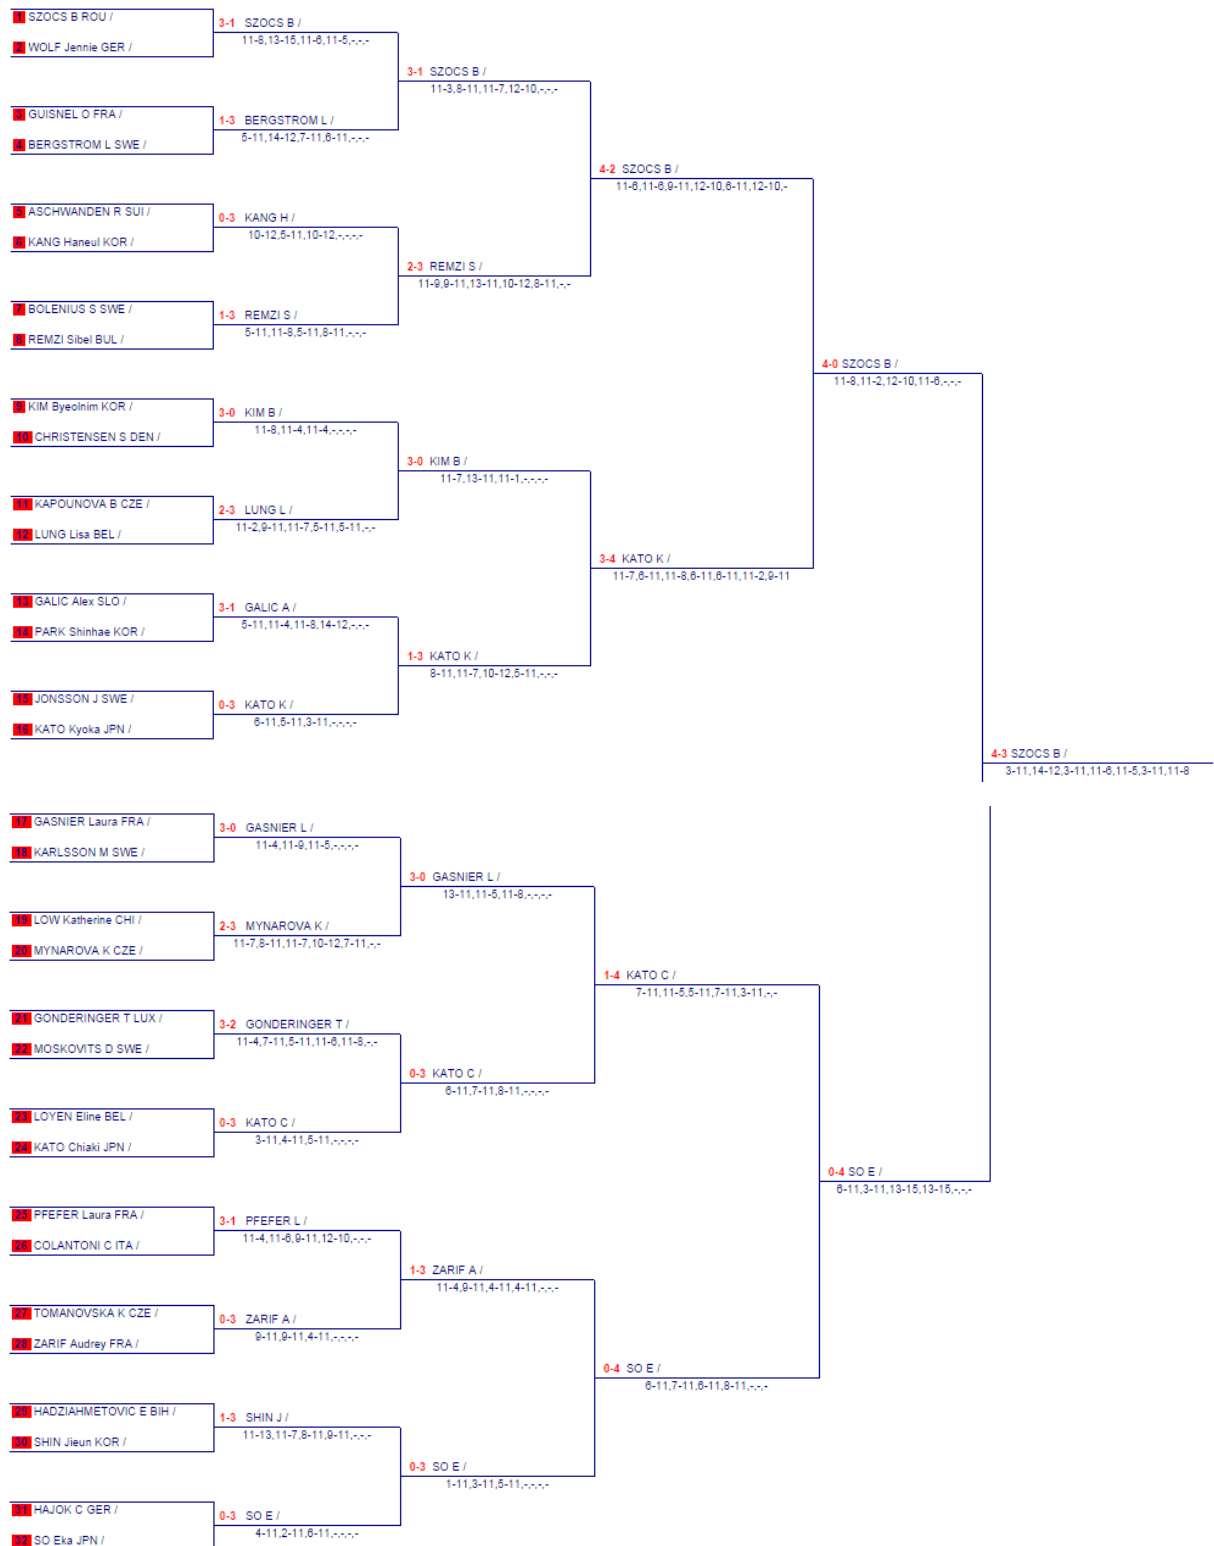 1 SZOCS B ROU /
3-1 SZOCS B /
11-8,13-15,11-6,11-5,-,-,-
2 WOLF Jennie GER /
3-1 SZOCS B /
11-3,8-11,11-7,12-10,-,-,-
3 GUISNEL O FRA /
1-3 BERGSTROM L /
5-11,14-12,7-11,6-11,-,-,-
4 BERGSTROM L SWE /
4-2 SZOCS B /
11-6,11-6,9-11,12-10,6-11,12-10,-
5 ASCHWANDEN R SUI /
0-3 KANG H /
10-12,5-11,10-12,-,-,-,-
6 KANG Haneul KOR /
2-3 REMZI S /
11-9,9-11,13-11,10-12,8-11,-,-
7 BOLENIUS S SWE /
1-3 REMZI S /
5-11,11-8,5-11,8-11,-,-,-
8 REMZI Sibel BUL /
4-0 SZOCS B /
11-8,11-2,12-10,11-6,-,-,-
9 KIM Byeolnim KOR /
3-0 KIM B /
11-8,11-4,11-4,-,-,-,-
10 CHRISTENSEN S DEN /
3-0 KIM B /
11-7,13-11,11-1,-,-,-,-
11 KAPOUNOVA B CZE /
2-3 LUNG L /
11-2,9-11,11-7,5-11,5-11,-,-
12 LUNG Lisa BEL /
3-4 KATO K /
11-7,6-11,11-8,6-11,6-11,11-2,9-11
13 GALIC Alex SLO /
3-1 GALIC A /
5-11,11-4,11-8,14-12,-,-,-
14 PARK Shinhae KOR /
1-3 KATO K /
8-11,11-7,10-12,5-11,-,-,-
15 JONSSON J SWE /
0-3 KATO K /
6-11,5-11,3-11,-,-,-,-
16 KATO Kyoka JPN /
4-3 SZOCS B /
3-11,14-12,3-11,11-6,11-5,3-11,11-8
17 GASNIER Laura FRA /
3-0 GASNIER L /
11-4,11-9,11-5,-,-,-,-
18 KARLSSON M SWE /
3-0 GASNIER L /
13-11,11-5,11-8,-,-,-,-
19 LOW Katherine CHI /
2-3 MYNAROVA K /
11-7,8-11,11-7,10-12,7-11,-,-
20 MYNAROVA K CZE /
1-4 KATO C /
7-11,11-5,5-11,7-11,3-11,-,-
21 GONDERINGER T LUX /
3-2 GONDERINGER T /
11-4,7-11,5-11,11-6,11-8,-,-
22 MOSKOVITS D SWE /
0-3 KATO C /
6-11,7-11,8-11,-,-,-,-
23 LOYEN Eline BEL /
0-3 KATO C /
3-11,4-11,5-11,-,-,-,-
24 KATO Chiaki JPN /
0-4 SO E /
6-11,3-11,13-15,13-15,-,-,-
25 PFEFER Laura FRA /
3-1 PFEFER L /
11-4,11-6,9-11,12-10,-,-,-
26 COLANTONI C ITA /
1-3 ZARIF A /
11-4,9-11,4-11,4-11,-,-,-
27 TOMANOVSKA K CZE /
0-3 ZARIF A /
9-11,9-11,4-11,-,-,-,-
28 ZARIF Audrey FRA /
0-4 SO E /
6-11,7-11,6-11,8-11,-,-,-
29 HADZIAHMETOVIC E BIH /
1-3 SHIN J /
11-13,11-7,8-11,9-11,-,-,-
30 SHIN Jieun KOR /
0-3 SO E /
1-11,3-11,5-11,-,-,-,-
31 HAJOK C GER /
0-3 SO E /
4-11,2-11,6-11,-,-,-,-
32 SO Eka JPN /